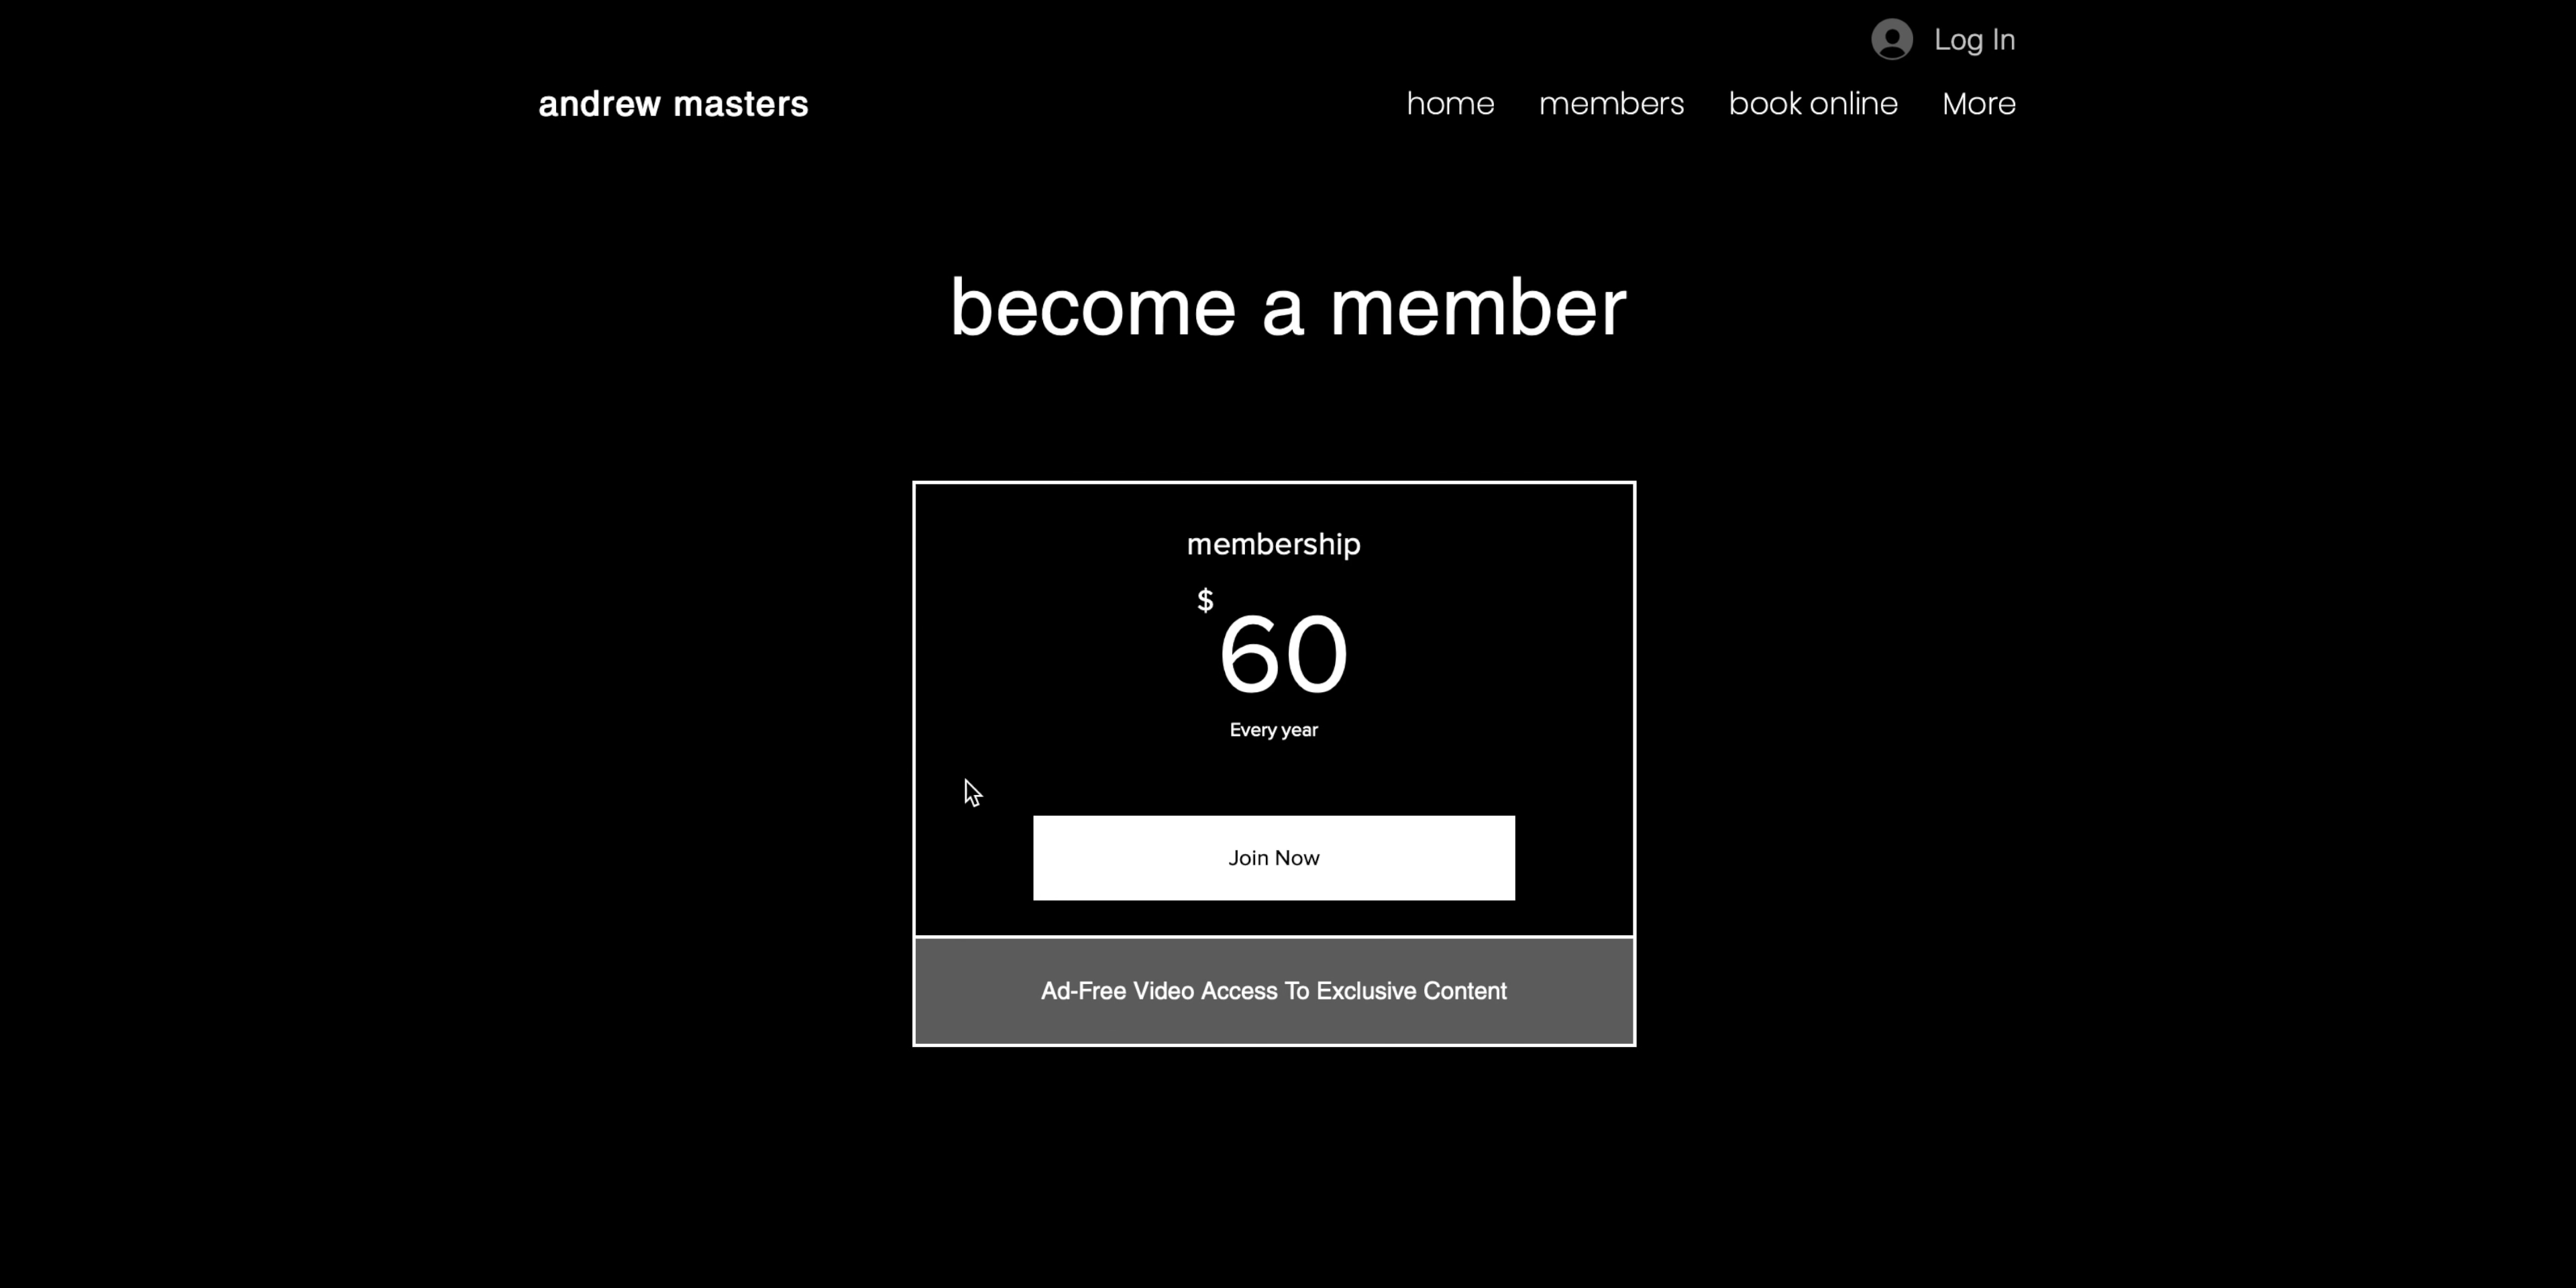 Log In
andrew masters
home members book online More
become a member
membership
$60
Every year
Join Now
Ad-Free Video Access To Exclusive Content